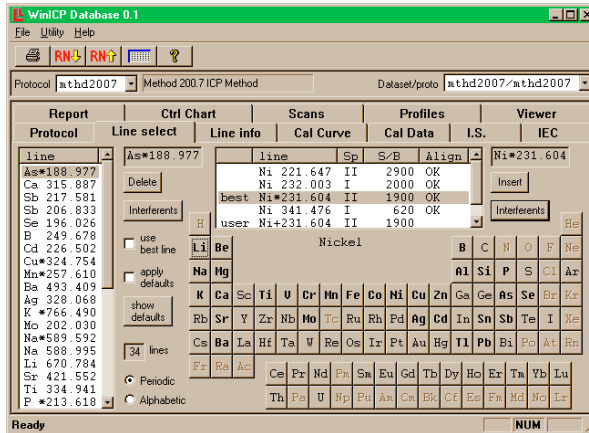 WinICP Database 0.1
File Utility Help
RN RN ?
Protocol mthd2007 Method 200.7 ICP Method Dataset/proto mthd2007/mthd2007
Report Ctrl Chart Scans Profiles Viewer
Protocol Line select Line info Cal Curve Cal Data I.S. IEC
line
As*188.977
Ca 315.887
Sb 217.581
Sb 206.833
Se 196.026
B 249.678
Cd 226.502
Cu*324.754
Mn*257.610
Ba 493.409
Ag 328.068
K *766.490
Mo 202.030
Na*589.592
Na 588.995
Li 670.784
Sr 421.552
Ti 334.941
P *213.618
As*188.977
Delete
Interferents
use best line
apply defaults
show defaults
34 lines
Periodic
Alphabetic
line Sp S/B Align
Ni 221.647 II 2900 OK
Ni 232.003 I 2000 OK
best Ni*231.604 II 1900 OK
Ni 341.476 I 620 OK
user Ni+231.604 II 1900
Ni*231.604
Insert
Interferents
Nickel
H He
Li Be B C N O F Ne
Na Mg Al Si P S Cl Ar
K Ca Sc Ti V Cr Mn Fe Co Ni Cu Zn Ga Ge As Se Br Kr
Rb Sr Y Zr Nb Mo Tc Ru Rh Pd Ag Cd In Sn Sb Te I Xe
Cs Ba La Hf Ta W Re Os Ir Pt Au Hg Tl Pb Bi Po At Rn
Fr Ra Ac
Ce Pr Nd Pm Sm Eu Gd Tb Dy Ho Er Tm Yb Lu
Th Pa U Np Pu Am Cm Bk Cf Es Fm Md No Lr
Ready NUM